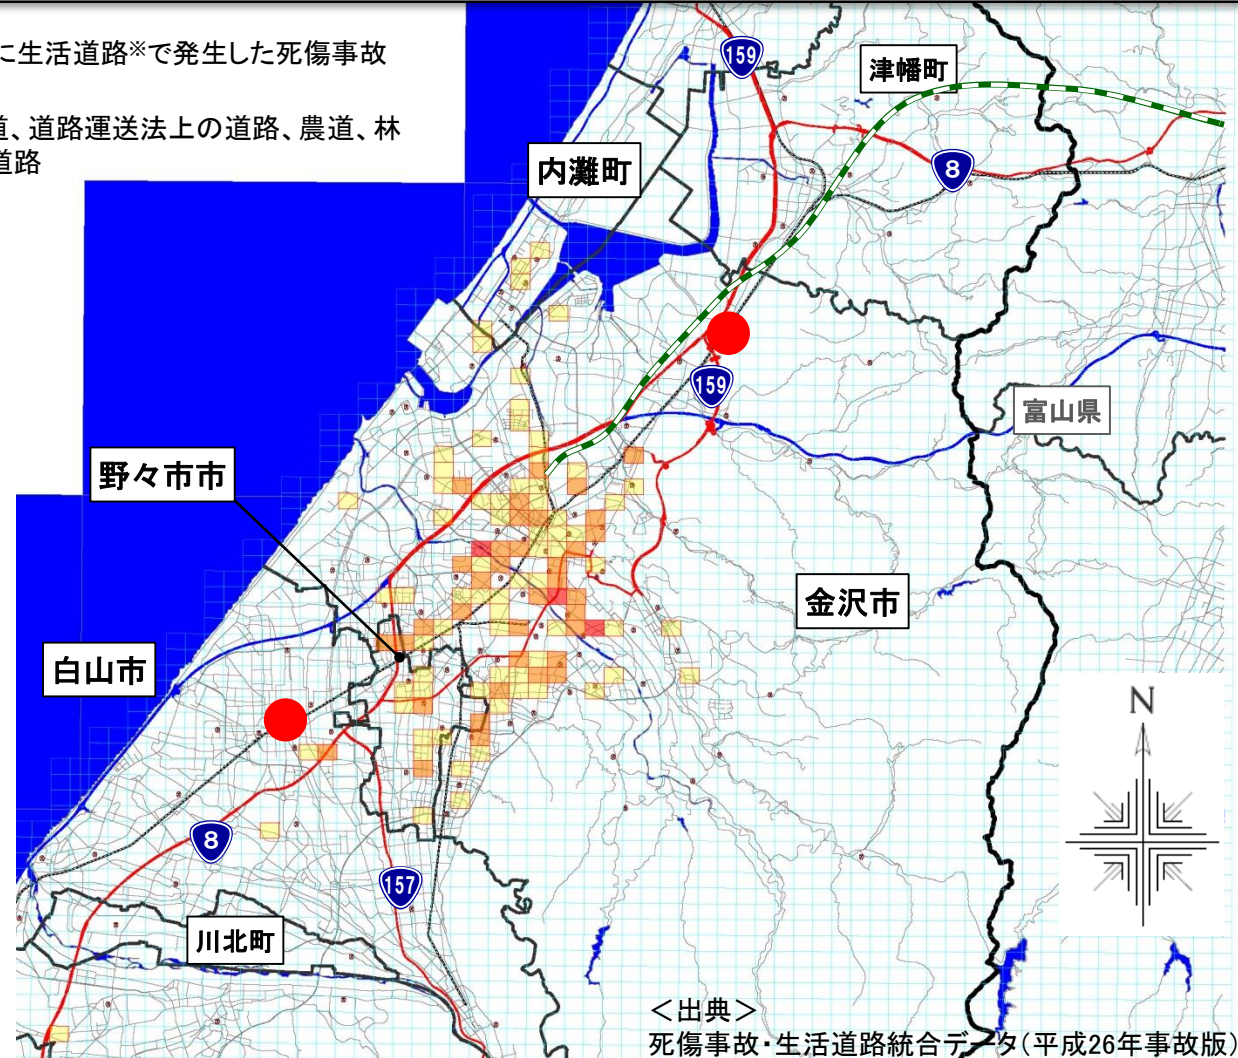 に生活道路※で発生した死傷事故
道、道路運送法上の道路、農道、林
道路
159
津幡町
内灘町
8
159
富山県
野々市市
金沢市
白山市
N
8
157
川北町
＜出典＞
死傷事故・生活道路統合データ（平成26年事故版）